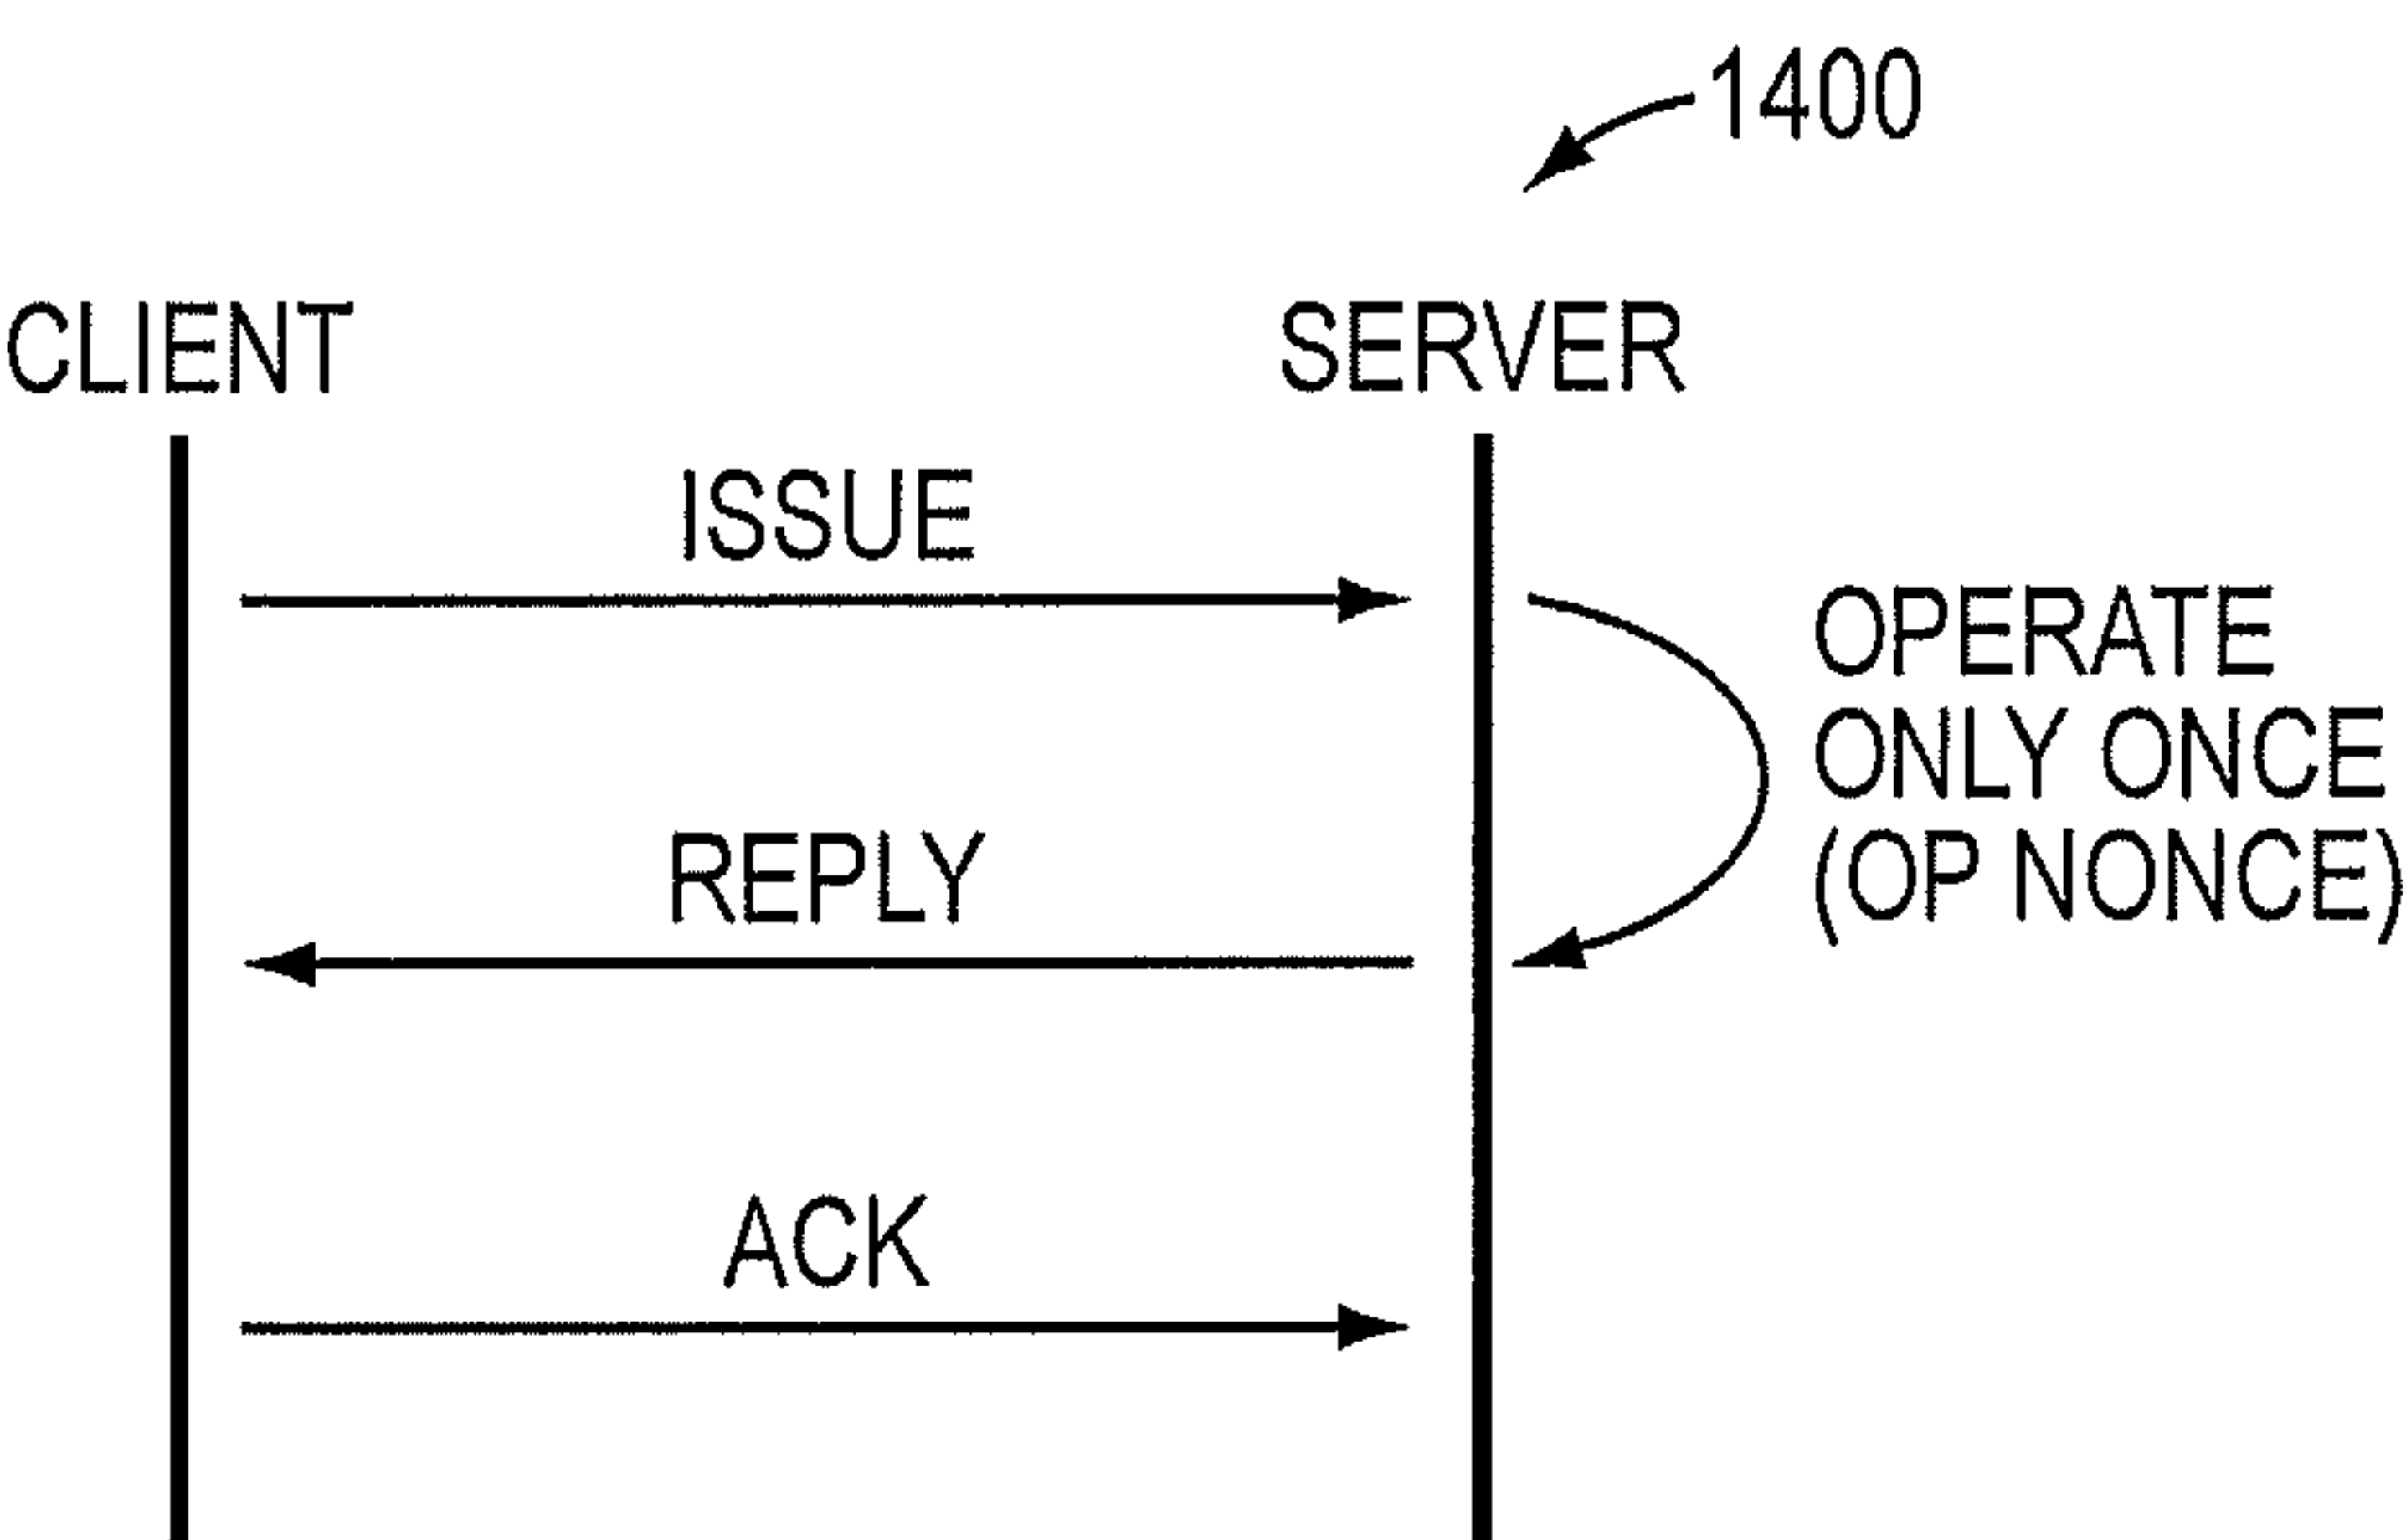 1400
CLIENT
SERVER
ISSUE
OPERATE
ONLY ONCE
(OP NONCE)
REPLY
ACK